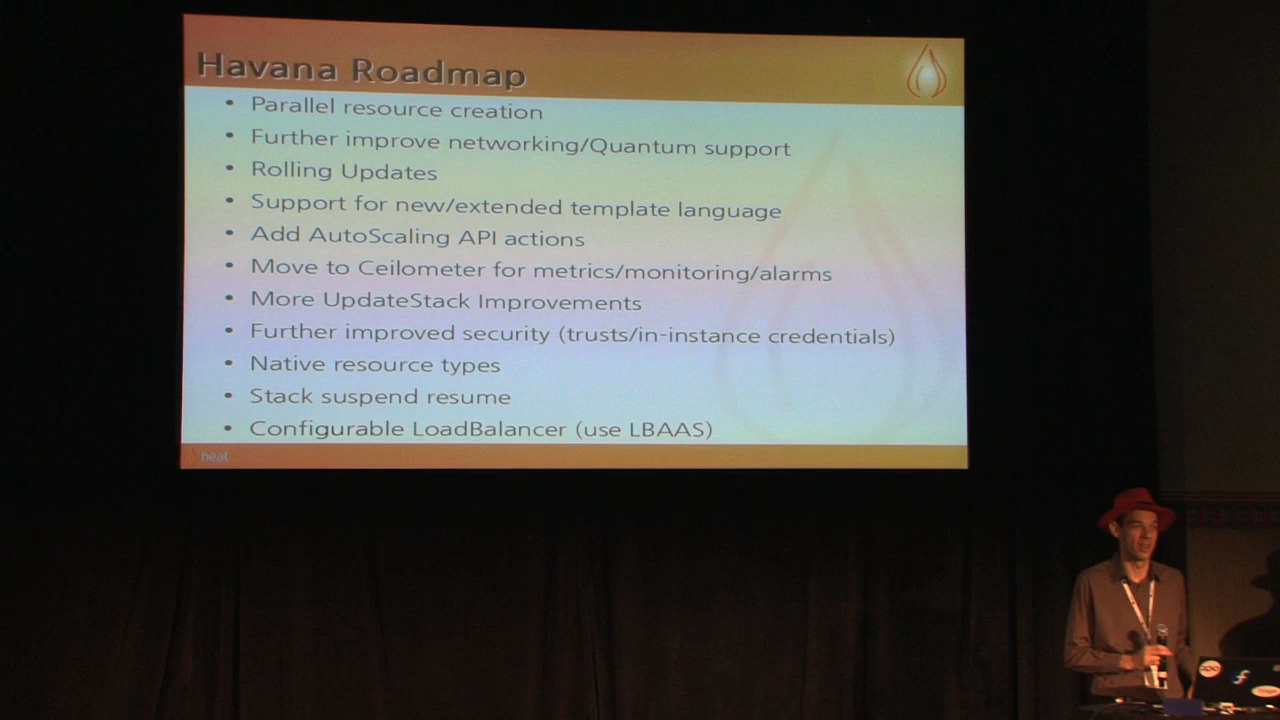 Havana Roadmap
• Parallel resource creation
• Further improve networking/Quantum support
• Rolling Updates
• Support for new/extended template language
• Add AutoScaling API actions
• Move to Ceilometer for metrics/monitoring/alarms
• More UpdateStack Improvements
• Further improved security (trusts/in-instance credentials)
• Native resource types
• Stack suspend resume
• Configurable LoadBalancer (use LBAAS)
heat